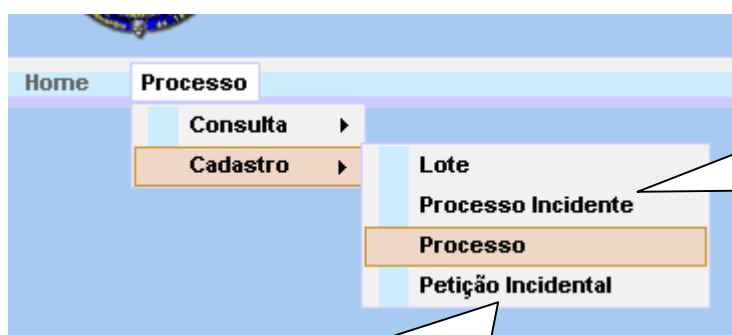 Home Processo
Consulta
Cadastro Lote
Processo Incidente
Processo
Petição Incidental